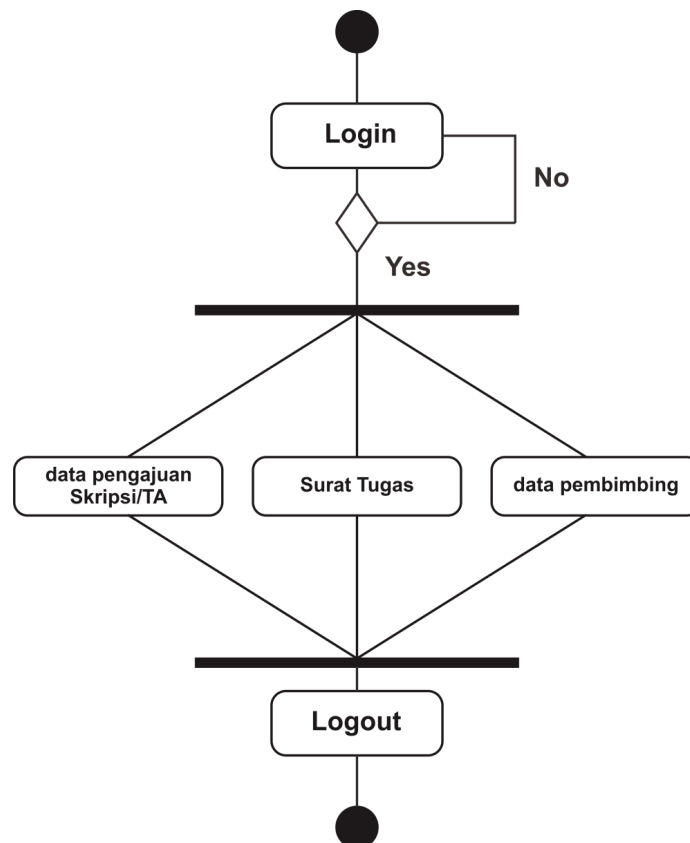 Login
No
Yes
data pengajuan
Skripsi/TA
Surat Tugas
data pembimbing
Logout